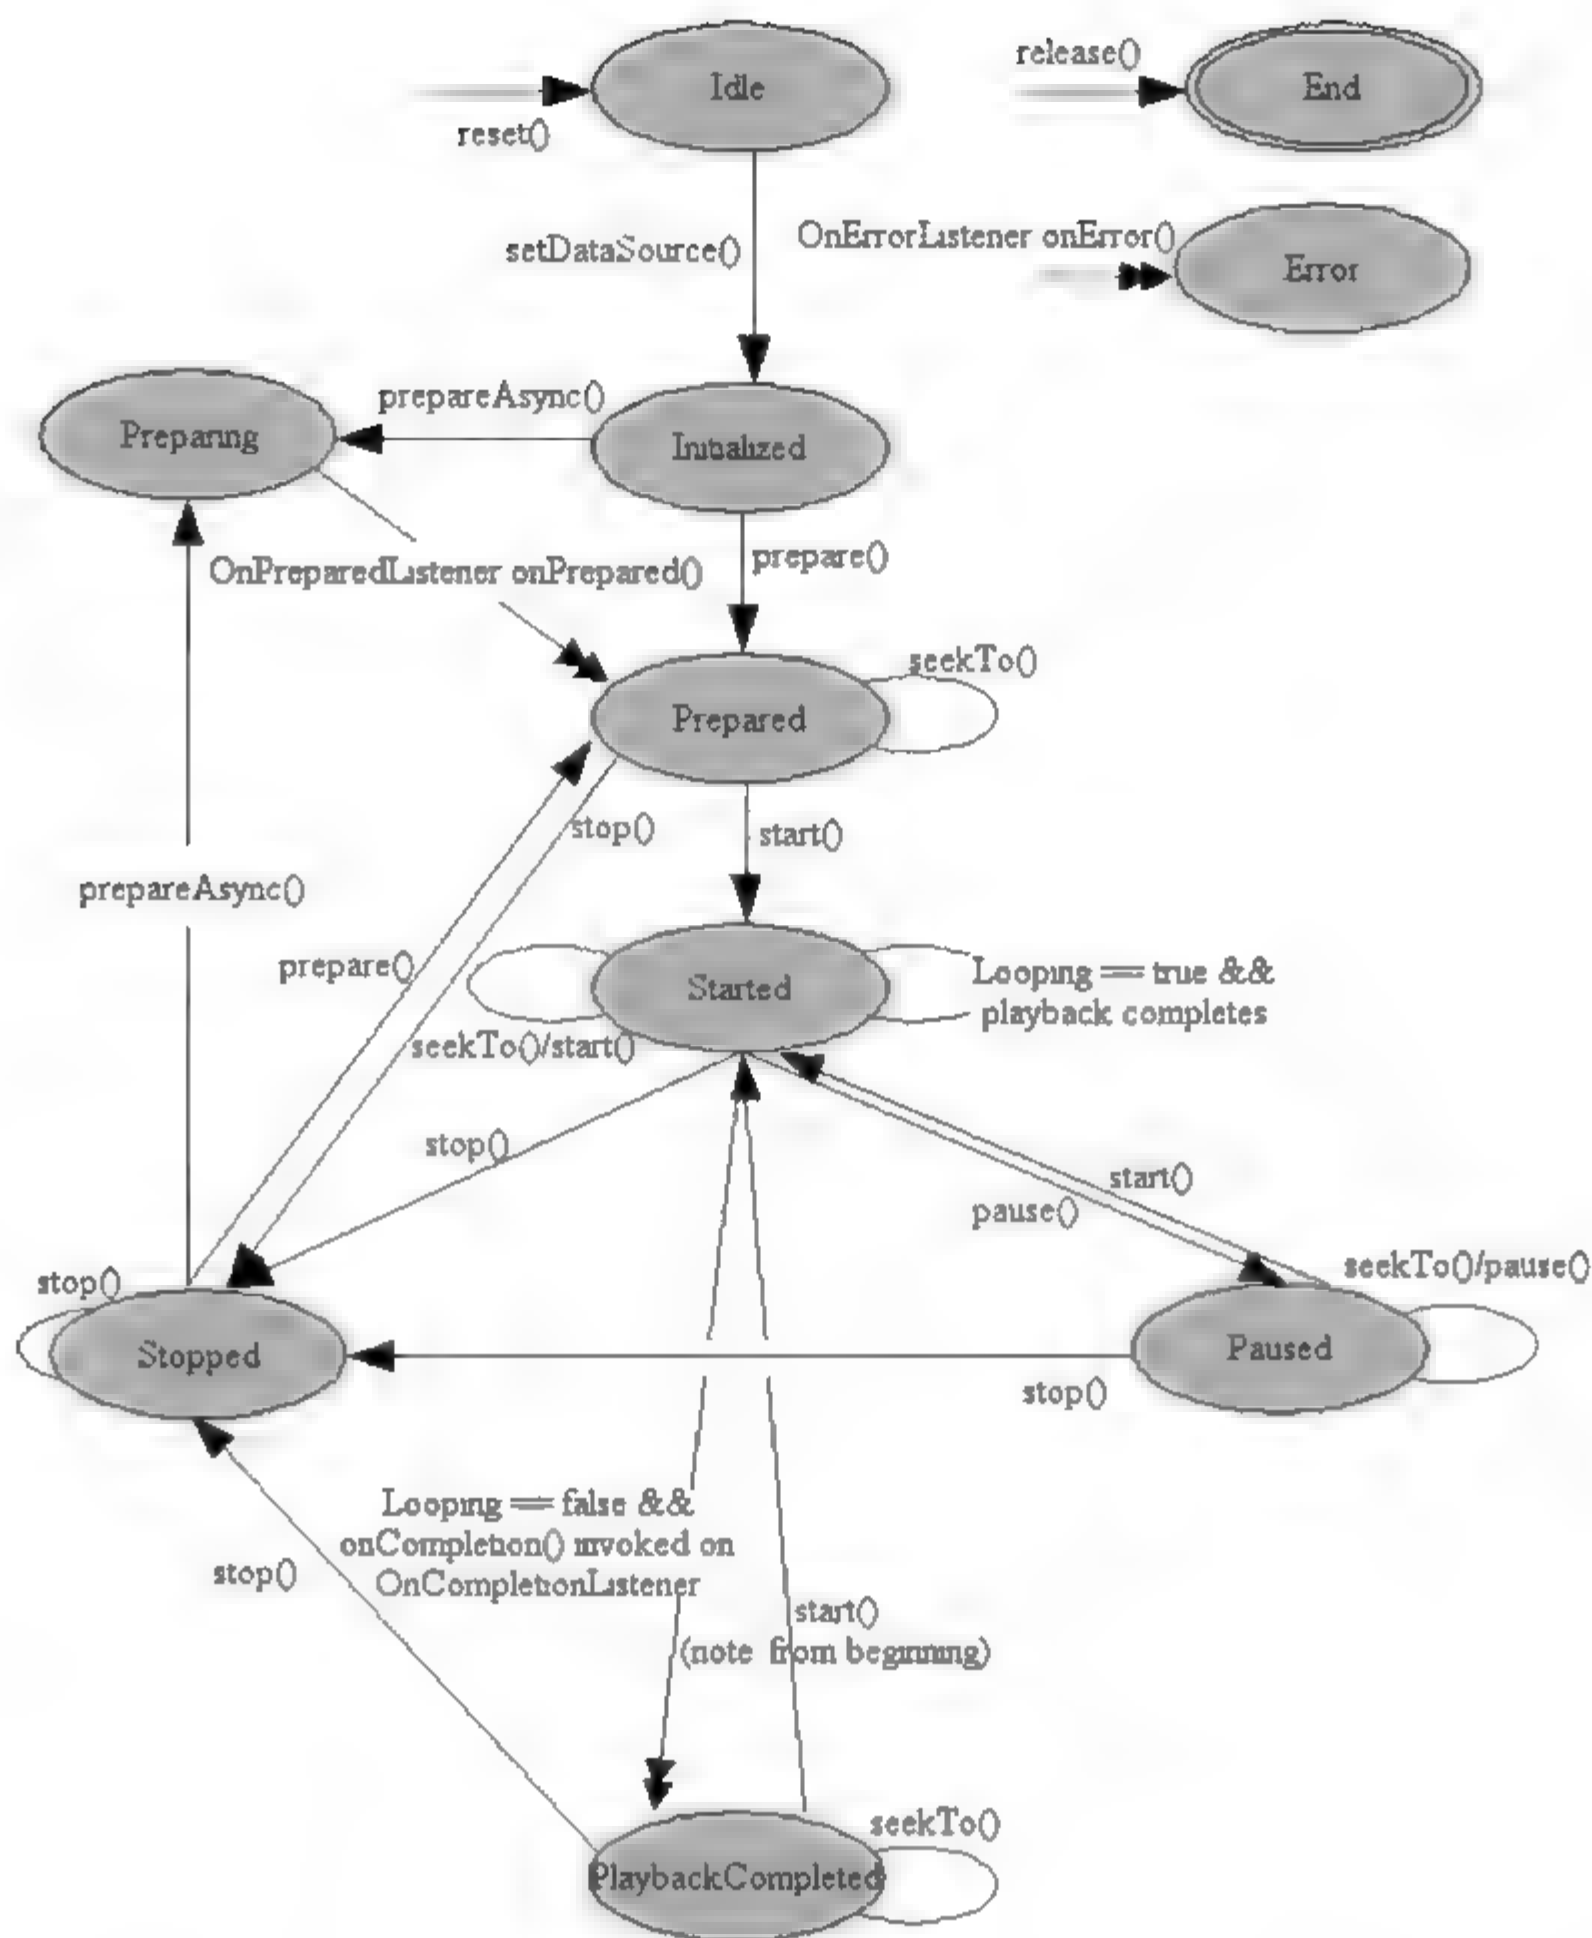 Idle
release()
End
reset()
setDataSource()
OnErrorListener onError()
Error
prepareAsync()
Preparing
Initialized
OnPreparedListener onPrepared()
prepare()
seekTo()
Prepared
stop()
start()
prepareAsync()
prepare()
Started
Looping == true &&
playback completes
seekTo()/start()
stop()
start()
pause()
seekTo()/pause()
stop()
Stopped
Paused
stop()
Looping == false &&
onCompletion() invoked on
OnCompletionListener
stop()
start()
(note from beginning)
seekTo()
PlaybackCompleted